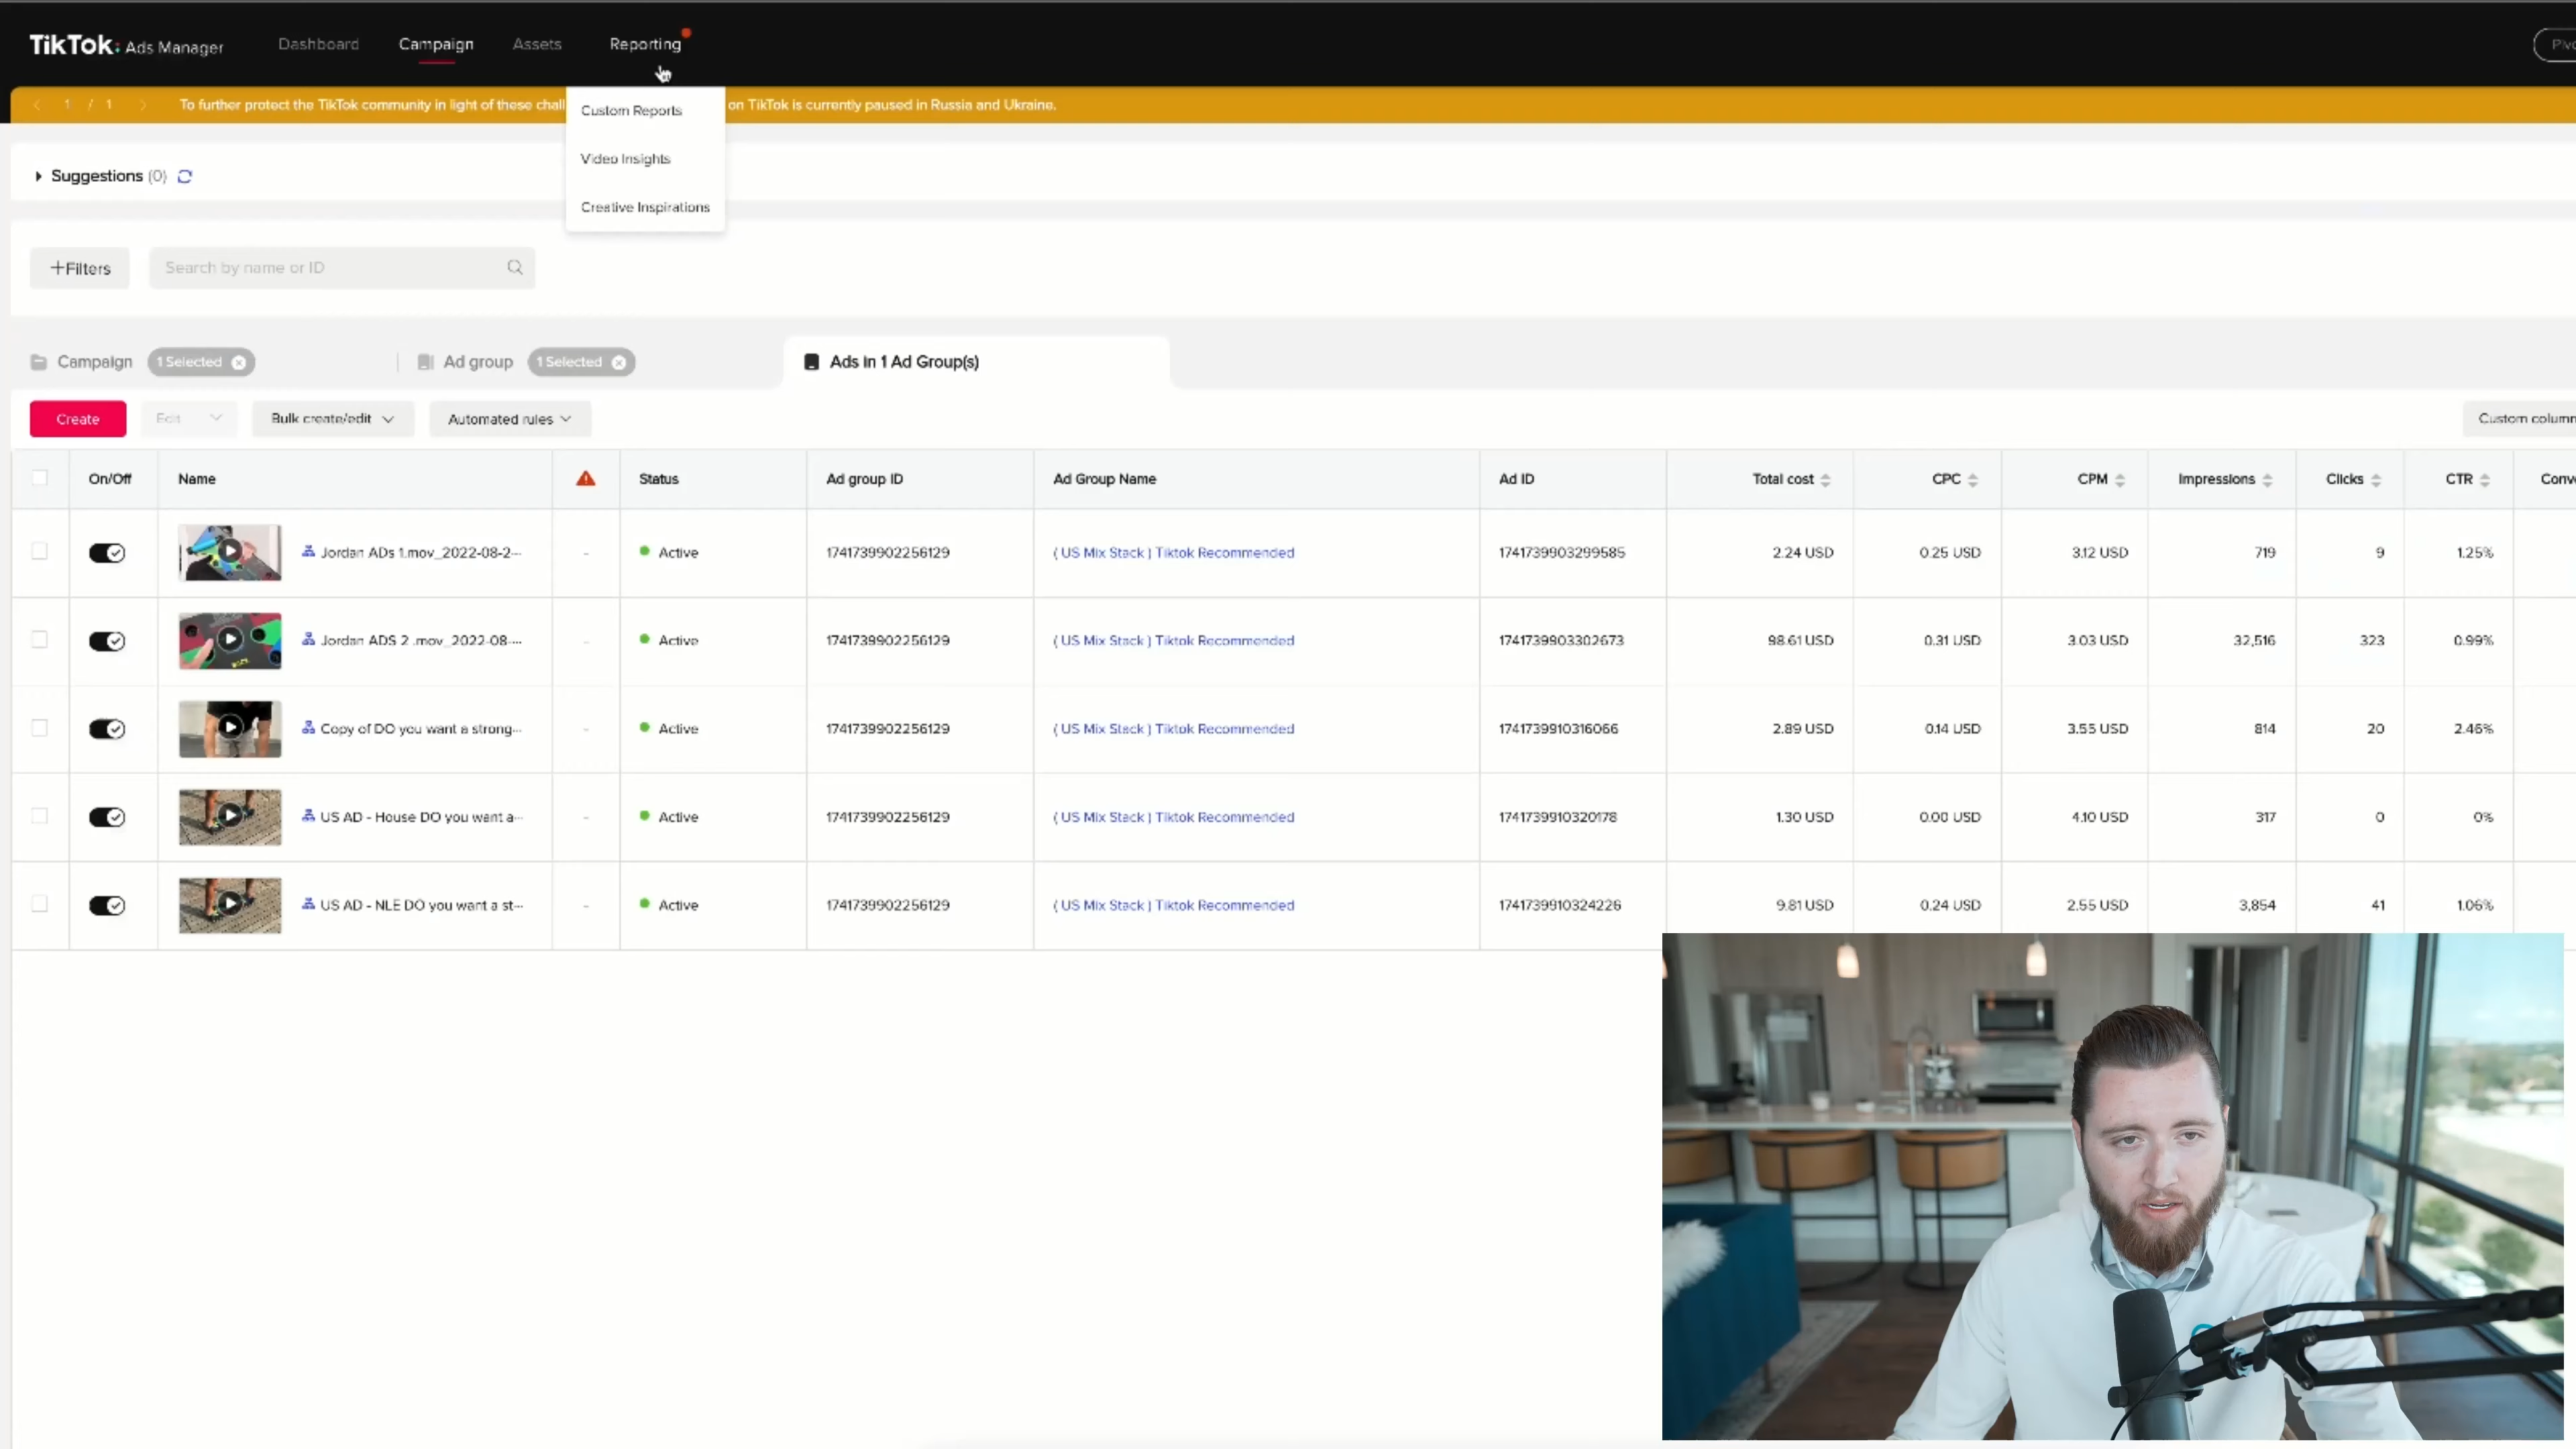 TikTok: Ads Manager Dashboard Campaign Assets Reporting
1 / 1 To further protect the TikTok community in light of these chall on TikTok is currently paused in Russia and Ukraine.
Custom Reports
Video Insights
Creative Inspirations
Suggestions (0)
+Filters Search by name or ID
Campaign 1 Selected Ad group 1 Selected Ads in 1 Ad Group(s)
Create Edit Bulk create/edit Automated rules Custom column
On/Off Name Status Ad group ID Ad Group Name Ad ID Total cost CPC CPM Impressions Clicks CTR Conv
Jordan ADs 1.mov_2022-08-2... - Active 1741739902256129 ( US Mix Stack ) Tiktok Recommended 1741739903299585 2.24 USD 0.25 USD 3.12 USD 719 9 1.25%
Jordan ADS 2 .mov_2022-08-... - Active 1741739902256129 ( US Mix Stack ) Tiktok Recommended 1741739903302673 98.61 USD 0.31 USD 3.03 USD 32,516 323 0.99%
Copy of DO you want a strong... - Active 1741739902256129 ( US Mix Stack ) Tiktok Recommended 1741739910316066 2.89 USD 0.14 USD 3.55 USD 814 20 2.46%
US AD - House DO you want a... - Active 1741739902256129 ( US Mix Stack ) Tiktok Recommended 1741739910320178 1.30 USD 0.00 USD 4.10 USD 317 0 0%
US AD - NLE DO you want a st... - Active 1741739902256129 ( US Mix Stack ) Tiktok Recommended 1741739910324226 9.81 USD 0.24 USD 2.55 USD 3,854 41 1.06%